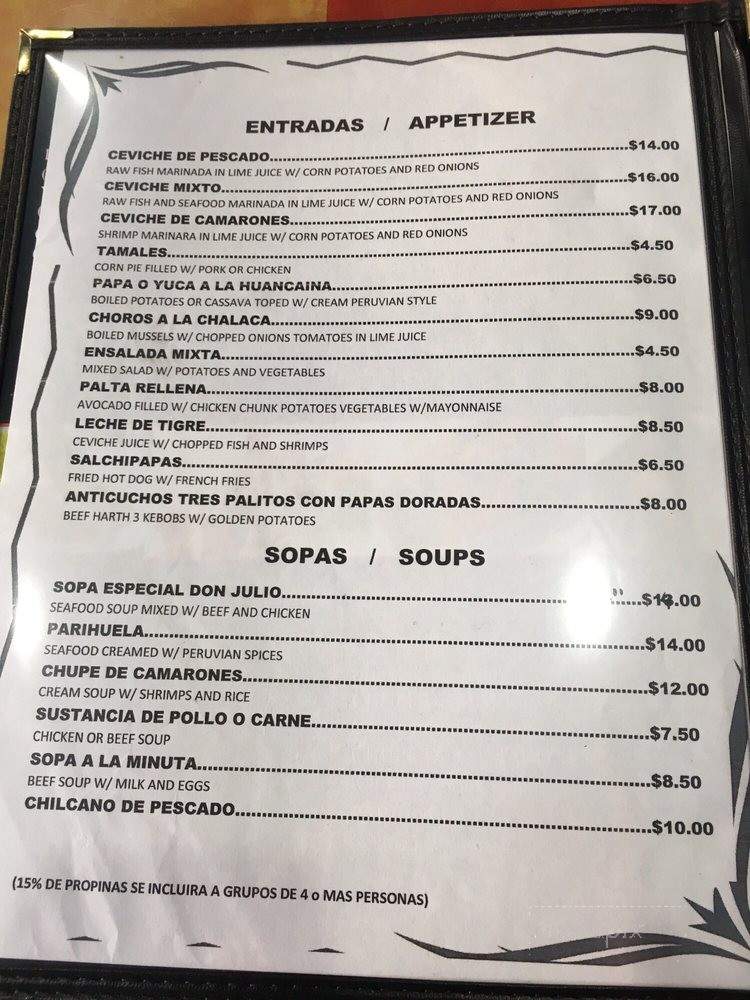 ENTRADAS / APPETIZER
CEVICHE DE PESCADO....$14.00
RAW FISH MARINADA IN LIME JUICE W/ CORN POTATOES AND RED ONIONS
CEVICHE MIXTO....$16.00
RAW FISH AND SEAFOOD MARINADA IN LIME JUICE W/ CORN POTATOES AND RED ONIONS
CEVICHE DE CAMARONES....$17.00
SHRIMP MARINARA IN LIME JUICE W/ CORN POTATOES AND RED ONIONS
TAMALES....$4.50
CORN PIE FILLED W/ PORK OR CHICKEN
PAPA O YUCA A LA HUANCAINA....$6.50
BOILED POTATOES OR CASSAVA TOPED W/ CREAM PERUVIAN STYLE
CHOROS A LA CHALACA....$9.00
BOILED MUSSELS W/ CHOPPED ONIONS TOMATOES IN LIME JUICE
ENSALADA MIXTA....$4.50
MIXED SALAD W/ POTATOES AND VEGETABLES
PALTA RELLENA....$8.00
AVOCADO FILLED W/ CHICKEN CHUNK POTATOES VEGETABLES W/MAYONNAISE
LECHE DE TIGRE....$8.50
CEVICHE JUICE W/ CHOPPED FISH AND SHRIMPS
SALCHIPAPAS....$6.50
FRIED HOT DOG W/ FRENCH FRIES
ANTICUCHOS TRES PALITOS CON PAPAS DORADAS....$8.00
BEEF HARTH 3 KEBOBS W/ GOLDEN POTATOES
SOPAS / SOUPS
SOPA ESPECIAL DON JULIO....
SEAFOOD SOUP MIXED W/ BEEF AND CHICKEN
PARIHUELA....$14.00
SEAFOOD CREAMED W/ PERUVIAN SPICES
CHUPE DE CAMARONES....$12.00
CREAM SOUP W/ SHRIMPS AND RICE
SUSTANCIA DE POLLO O CARNE....$7.50
CHICKEN OR BEEF SOUP
SOPA A LA MINUTA....$8.50
BEEF SOUP W/ MILK AND EGGS
CHILCANO DE PESCADO....$10.00
(15% DE PROPINAS SE INCLUIRA A GRUPOS DE 4 o MAS PERSONAS)